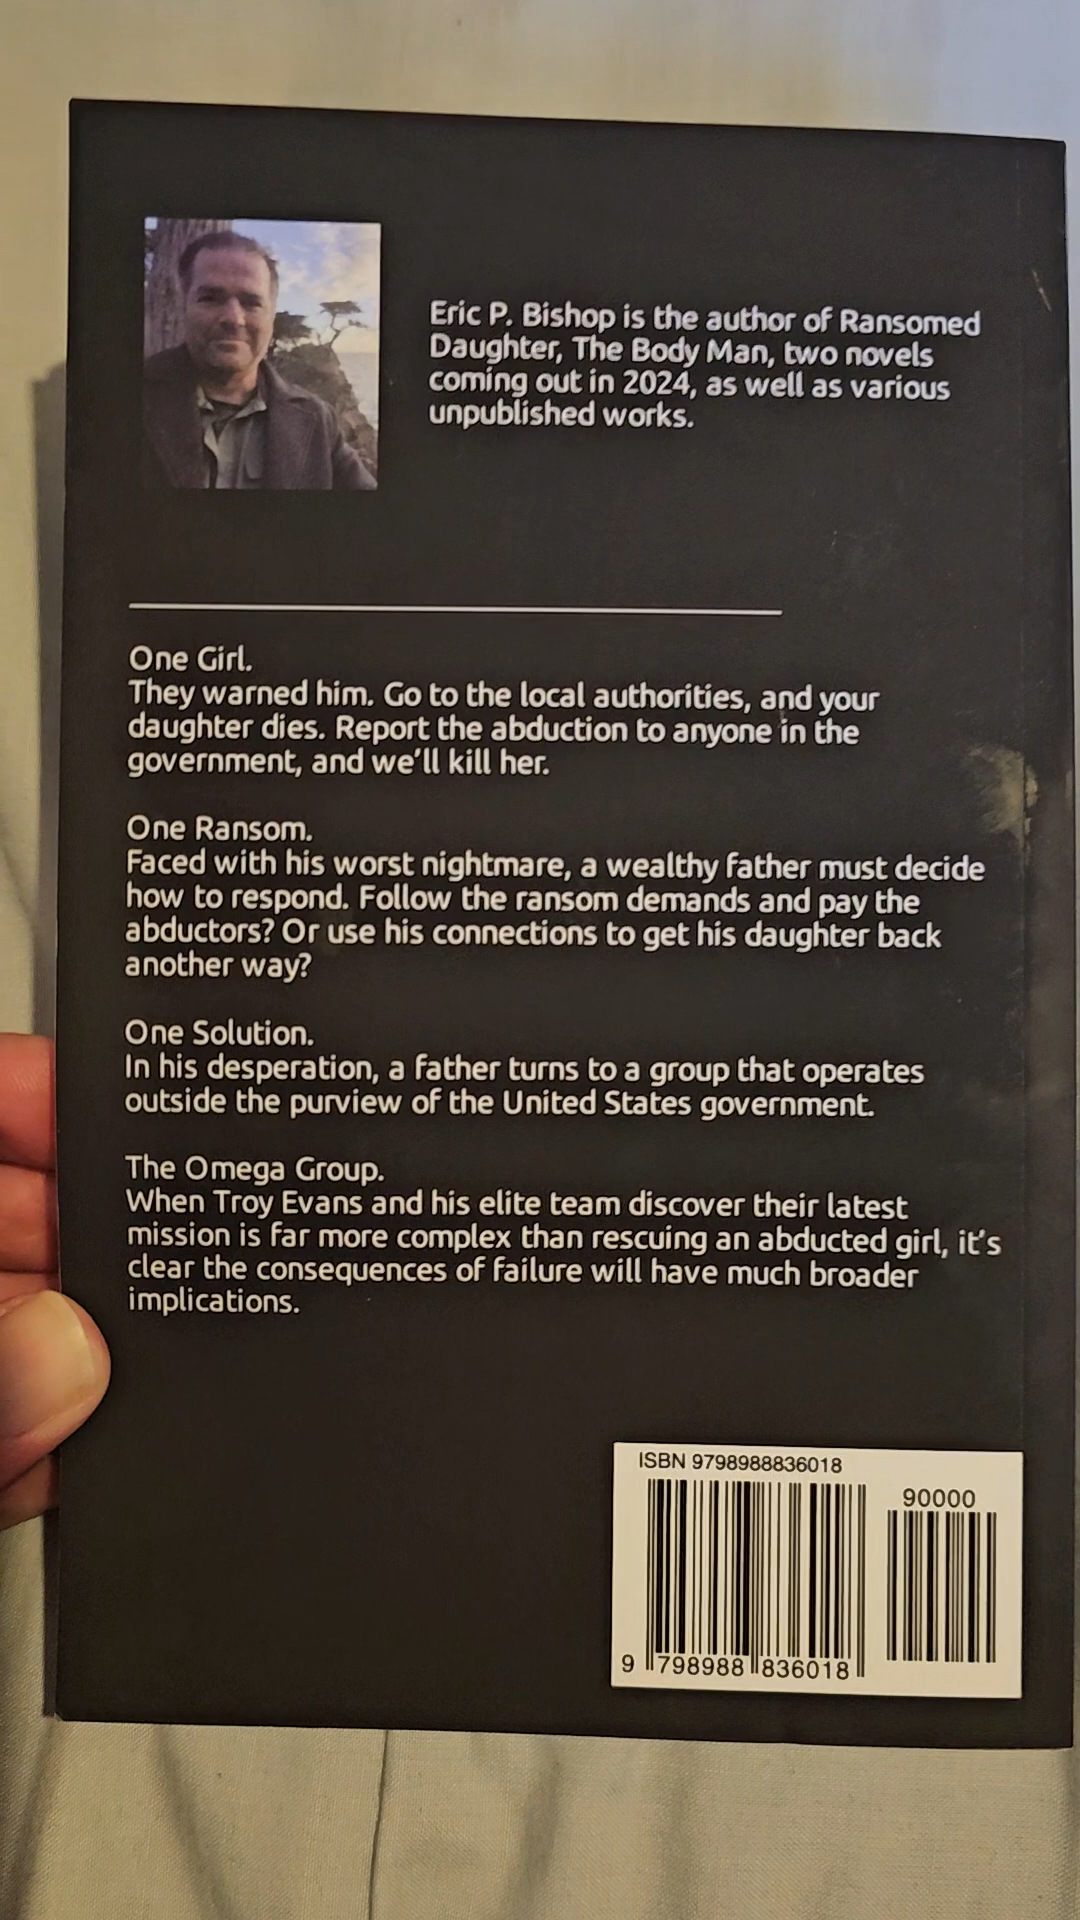 Eric P. Bishop is the author of Ransomed
Daughter, The Body Man, two novels
coming out in 2024, as well as various
unpublished works.
One Girl.
They warned him. Go to the local authorities, and your
daughter dies. Report the abduction to anyone in the
government, and we'll kill her.
One Ransom.
Faced with his worst nightmare, a wealthy father must decide
how to respond. Follow the ransom demands and pay the
abductors? Or use his connections to get his daughter back
another way?
One Solution.
In his desperation, a father turns to a group that operates
outside the purview of the United States government.
The Omega Group.
When Troy Evans and his elite team discover their latest
mission is far more complex than rescuing an abducted girl, it's
clear the consequences of failure will have much broader
implications.
ISBN 9798988836018
90000
9 798988 836018